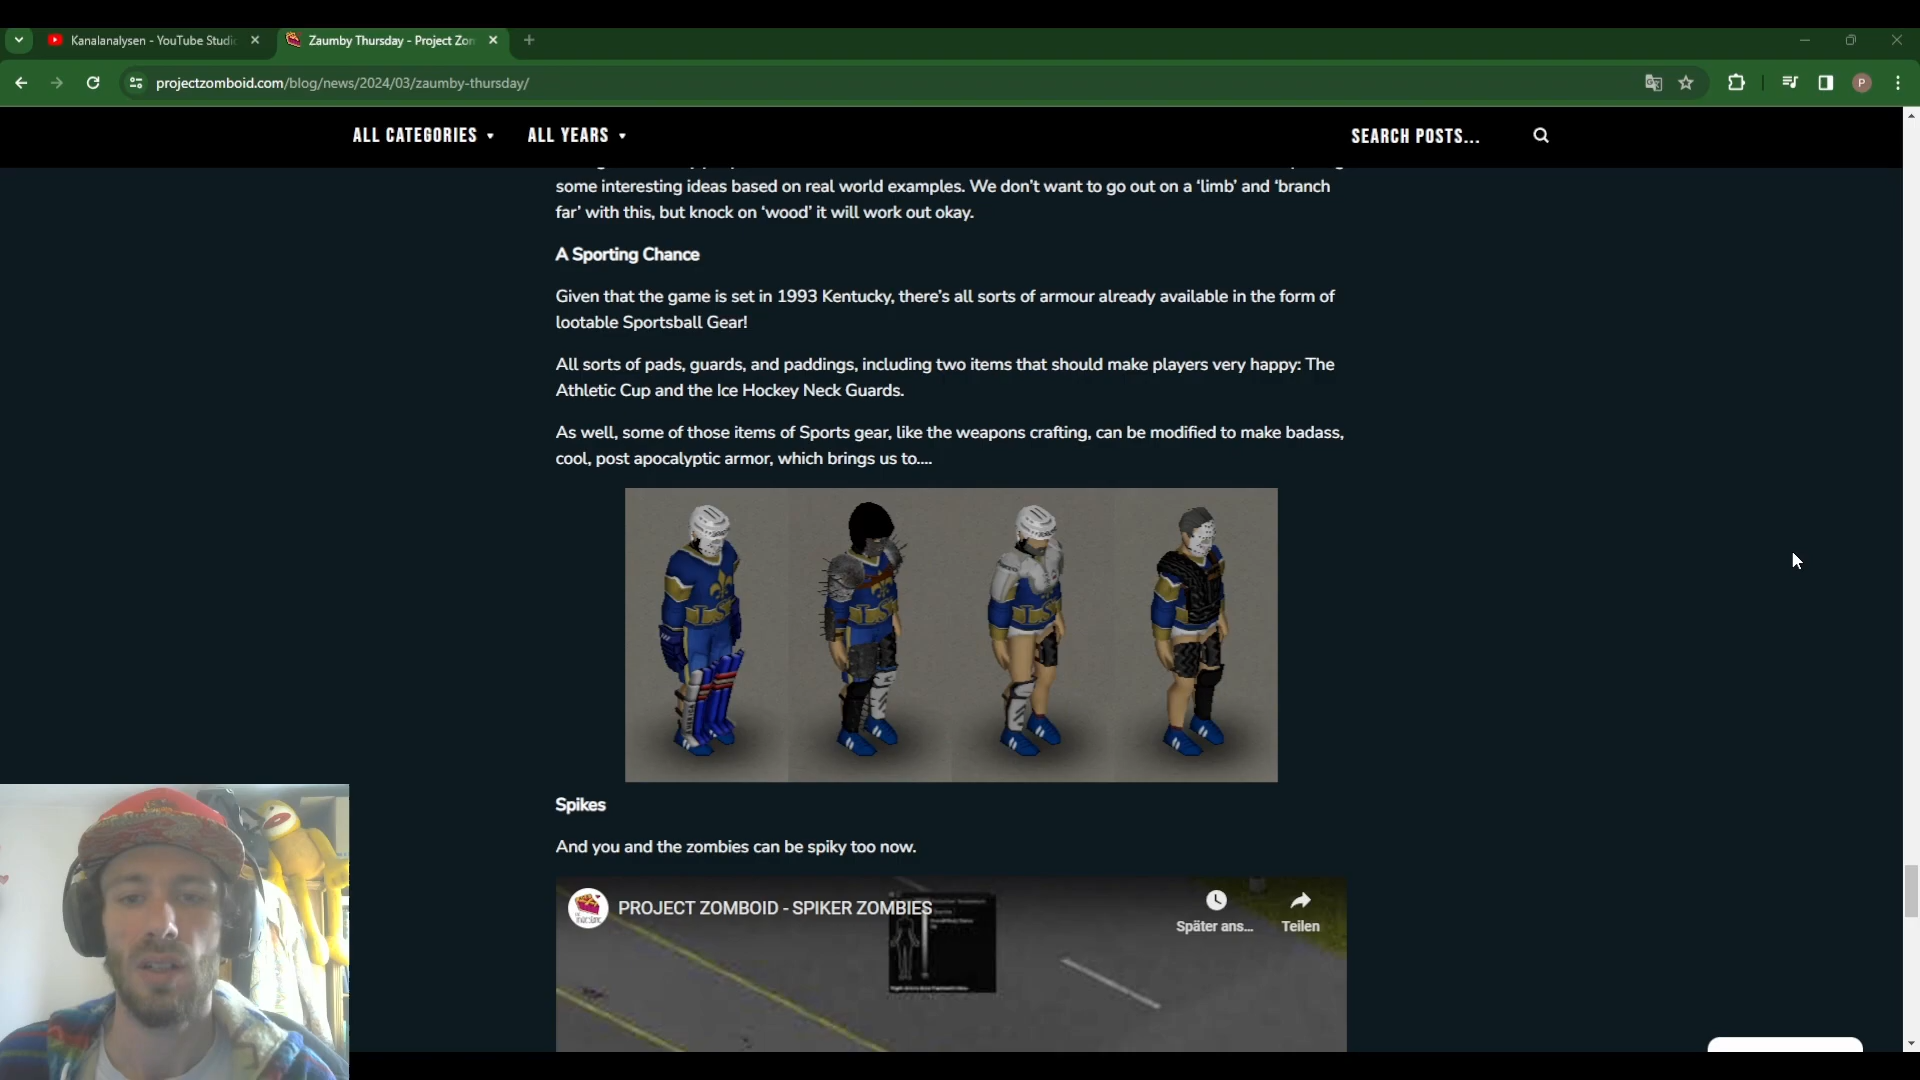 Kanalanalysen - YouTube Studi
Zaumby Thursday - Project Zom
projectzomboid.com/blog/news/2024/03/zaumby-thursday/
P
ALL CATEGORIES
ALL YEARS
SEARCH POSTS...
some interesting ideas based on real world examples. We don’t want to go out on a ‘limb’ and ‘branch
far’ with this, but knock on ‘wood’ it will work out okay.
A Sporting Chance
Given that the game is set in 1993 Kentucky, there’s all sorts of armour already available in the form of
lootable Sportsball Gear!
All sorts of pads, guards, and paddings, including two items that should make players very happy: The
Athletic Cup and the Ice Hockey Neck Guards.
As well, some of those items of Sports gear, like the weapons crafting, can be modified to make badass,
cool, post apocalyptic armor, which brings us to....
Spikes
And you and the zombies can be spiky too now.
PROJECT ZOMBOID - SPIKER ZOMBIES
Später ans...
Teilen